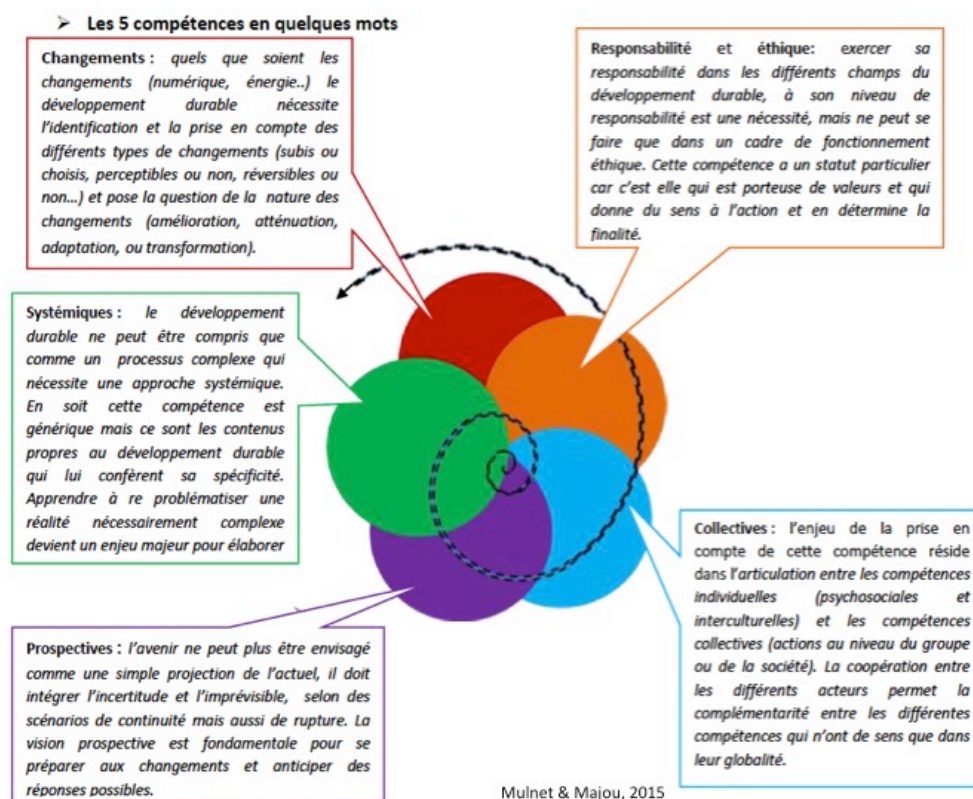 ➢ Les 5 compétences en quelques mots
Changements : quels que soient les
changements (numérique, énergie..) le
développement durable nécessite
l'identification et la prise en compte des
différents types de changements (subis ou
choisis, perceptibles ou non, réversibles ou
non...) et pose la question de la nature des
changements (amélioration, atténuation,
adaptation, ou transformation).
Responsabilité et éthique: exercer sa
responsabilité dans les différents champs du
développement durable, à son niveau de
responsabilité est une nécessité, mais ne peut se
faire que dans un cadre de fonctionnement
éthique. Cette compétence a un statut particulier
car c'est elle qui est porteuse de valeurs et qui
donne du sens à l'action et en détermine la
finalité.
Systémiques : le développement
durable ne peut être compris que
comme un processus complexe qui
nécessite une approche systémique.
En soit cette compétence est
générique mais ce sont les contenus
propres au développement durable
qui lui confèrent sa spécificité.
Apprendre à re problématiser une
réalité nécessairement complexe
devient un enjeu majeur pour élaborer
Collectives : l'enjeu de la prise en
compte de cette compétence réside
dans l'articulation entre les compétences
individuelles (psychosociales et
interculturelles) et les compétences
collectives (actions au niveau du groupe
ou de la société). La coopération entre
les différents acteurs permet la
complémentarité entre les différentes
compétences qui n'ont de sens que dans
leur globalité.
Prospectives : l'avenir ne peut plus être envisagé
comme une simple projection de l'actuel, il doit
intégrer l'incertitude et l'imprévisible, selon des
scénarios de continuité mais aussi de rupture. La
vision prospective est fondamentale pour se
préparer aux changements et anticiper des
réponses possibles.
Mulnet & Majou, 2015